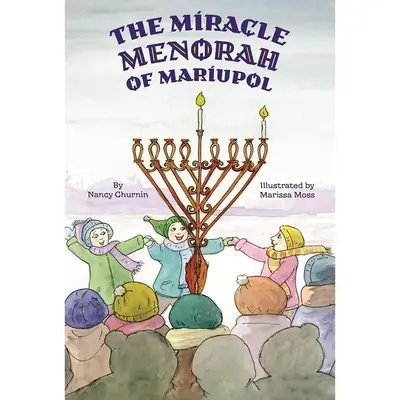 THE MIRACLE
MENORAH
OF MARIUPOL
By
Nancy Churnin
Illustrated by
Marissa Moss